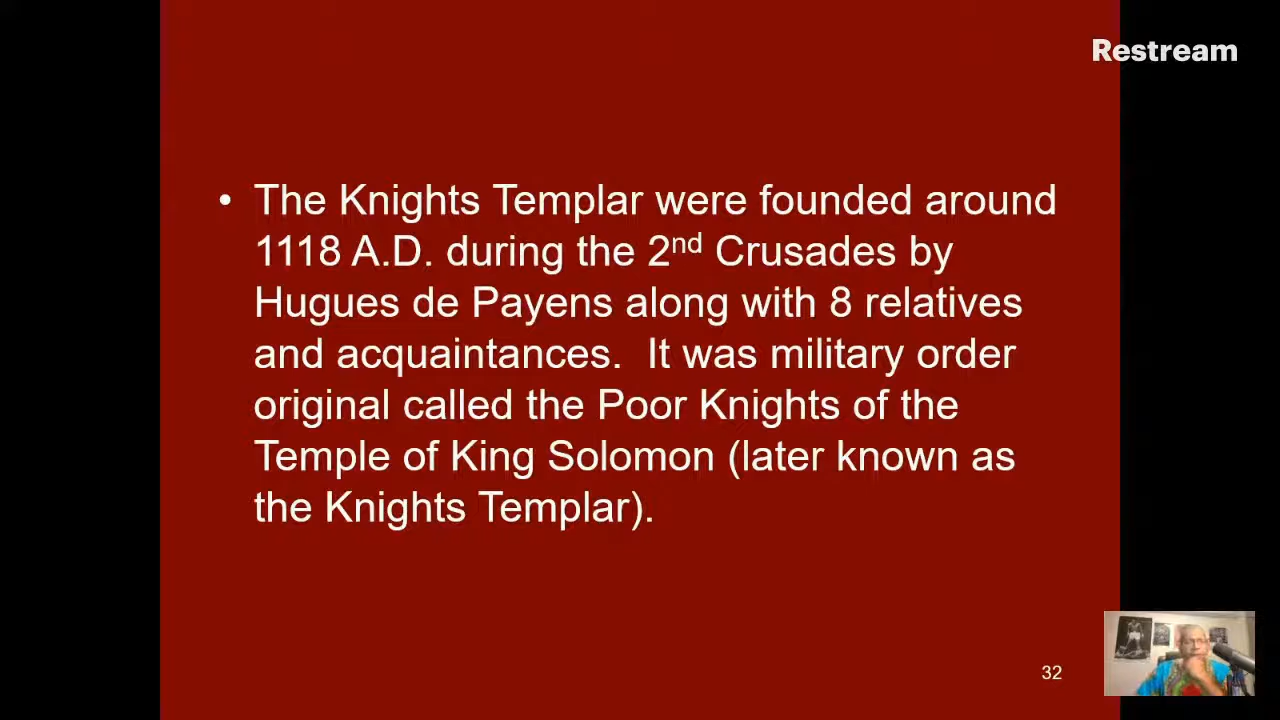 Restream
• The Knights Templar were founded around
1118 A.D. during the 2nd Crusades by
Hugues de Payens along with 8 relatives
and acquaintances.  It was military order
original called the Poor Knights of the
Temple of King Solomon (later known as
the Knights Templar).
32